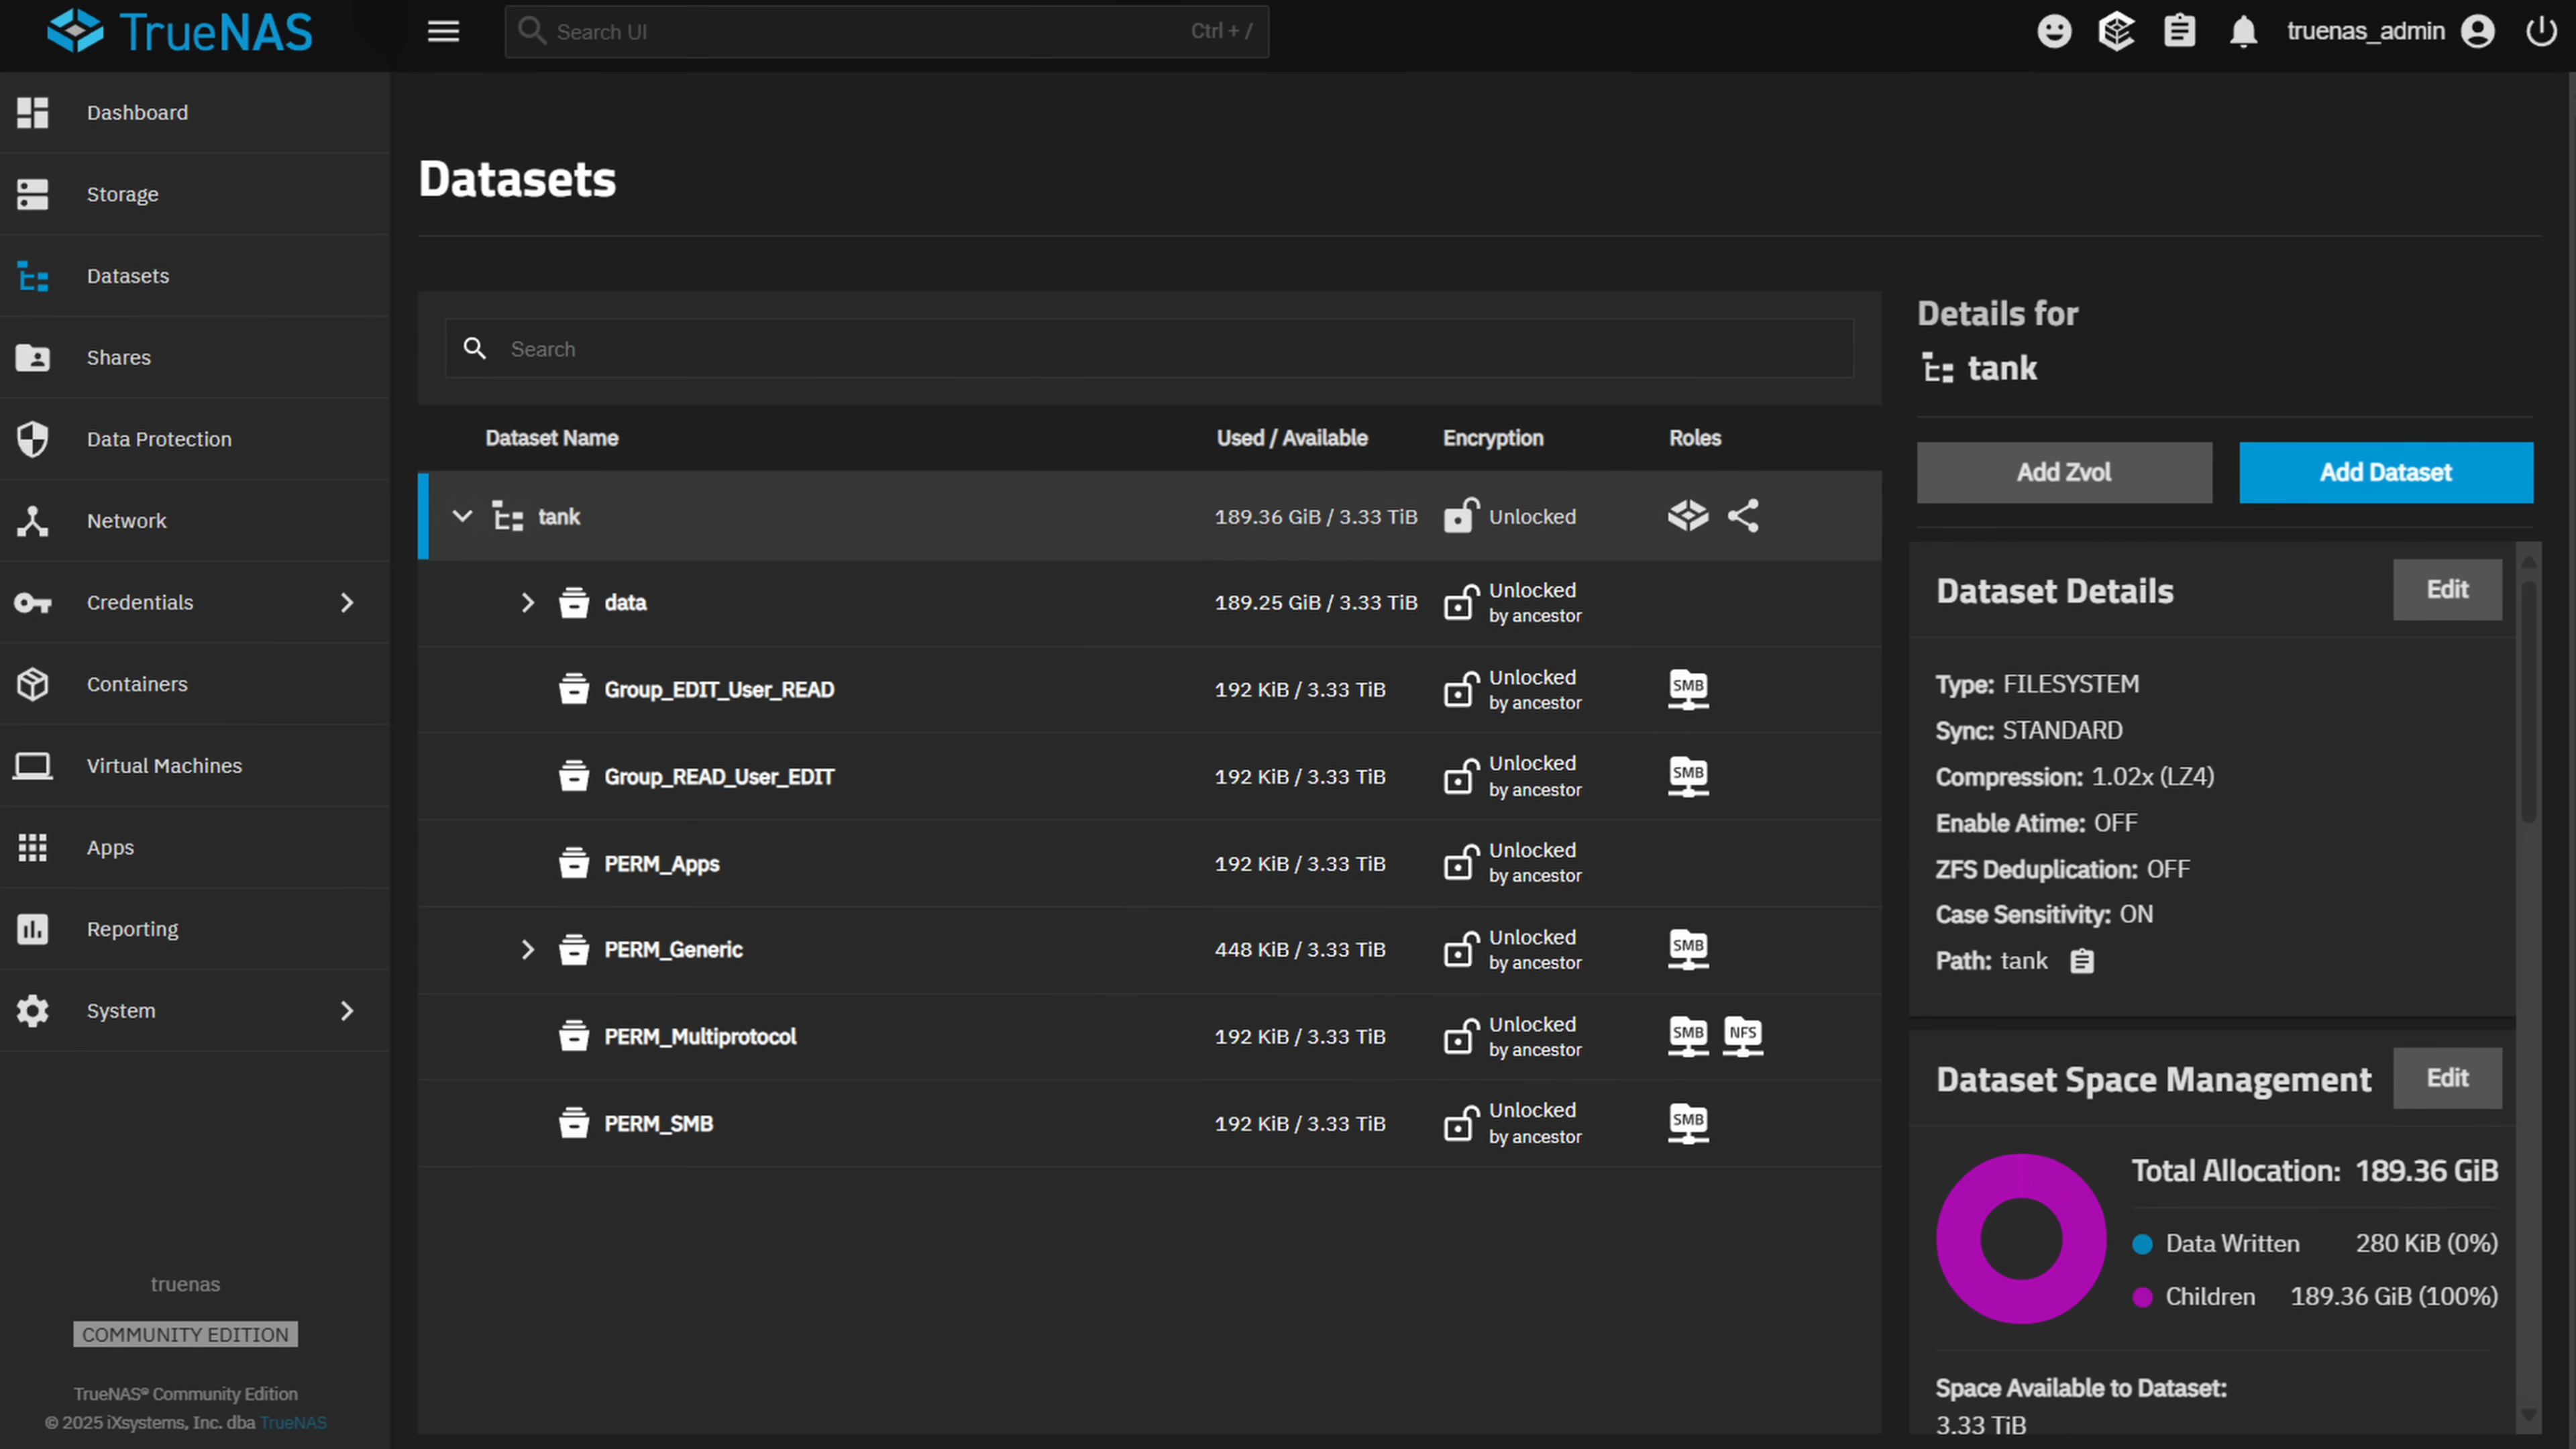 TrueNAS
Search UI
Ctrl + /
truenas_admin
Dashboard
Storage
Datasets
Shares
Data Protection
Network
Credentials
Containers
Virtual Machines
Apps
Reporting
System
truenas
COMMUNITY EDITION
TrueNAS® Community Edition
© 2025 iXsystems, Inc. dba TrueNAS
Datasets
Search
Dataset Name Used / Available Encryption Roles
tank 189.36 GiB / 3.33 TiB Unlocked
data 189.25 GiB / 3.33 TiB Unlocked
by ancestor
Group_EDIT_User_READ 192 KiB / 3.33 TiB Unlocked
by ancestor
SMB
Group_READ_User_EDIT 192 KiB / 3.33 TiB Unlocked
by ancestor
SMB
PERM_Apps 192 KiB / 3.33 TiB Unlocked
by ancestor
PERM_Generic 448 KiB / 3.33 TiB Unlocked
by ancestor
SMB
PERM_Multiprotocol 192 KiB / 3.33 TiB Unlocked
by ancestor
SMB NFS
PERM_SMB 192 KiB / 3.33 TiB Unlocked
by ancestor
SMB
Details for
tank
Add Zvol
Add Dataset
Dataset Details
Edit
Type: FILESYSTEM
Sync: STANDARD
Compression: 1.02x (LZ4)
Enable Atime: OFF
ZFS Deduplication: OFF
Case Sensitivity: ON
Path: tank
Dataset Space Management
Edit
Total Allocation: 189.36 GiB
Data Written 280 KiB (0%)
Children 189.36 GiB (100%)
Space Available to Dataset:
3.33 TiB